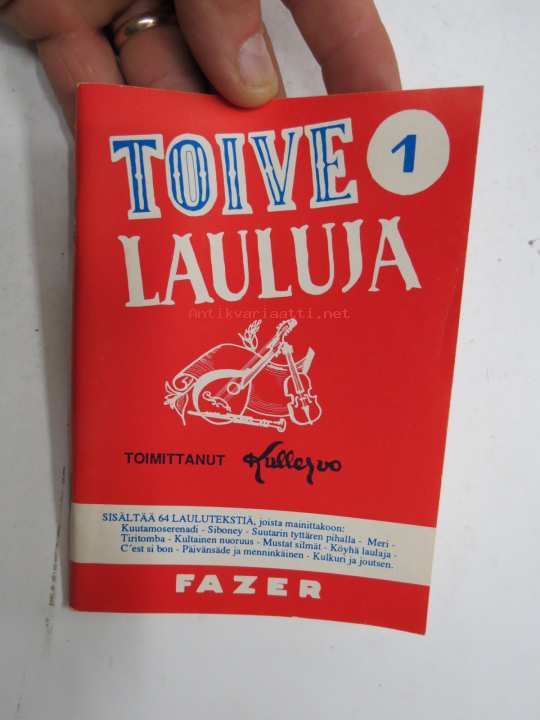 TOIVE 1
LAULUJA
Antikvariaatti.net
TOIMITTANUT Kullervo
SISÄLTÄÄ 64 LAULUTEKSTIÄ, joista mainittakoon:
Kuutamoserenadi - Siboney - Suutarin tyttären pihalla - Meri -
Tiritomba - Kultainen nuoruus - Mustat silmät - Köyhä laulaja -
C'est si bon - Päivänsäde ja menninkäinen - Kulkuri ja joutsen.
FAZER